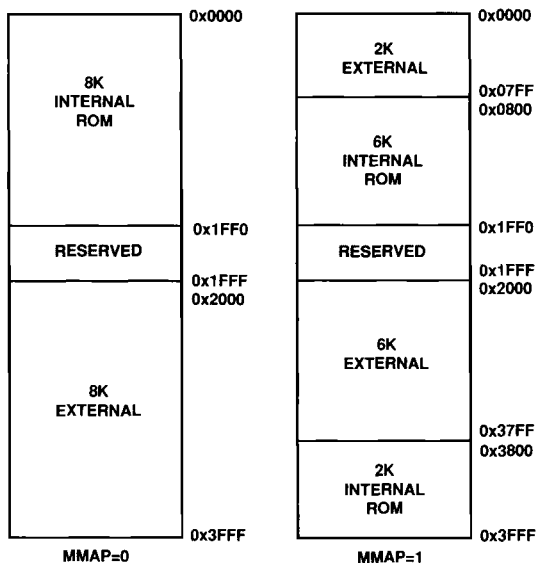 0x0000
8K
INTERNAL
ROM
0x1FF0
RESERVED
0x1FFF
0x2000
8K
EXTERNAL
0x3FFF
MMAP=0
0x0000
2K
EXTERNAL
0x07FF
0x0800
6K
INTERNAL
ROM
0x1FF0
RESERVED
0x1FFF
0x2000
6K
EXTERNAL
0x37FF
0x3800
2K
INTERNAL
ROM
0x3FFF
MMAP=1